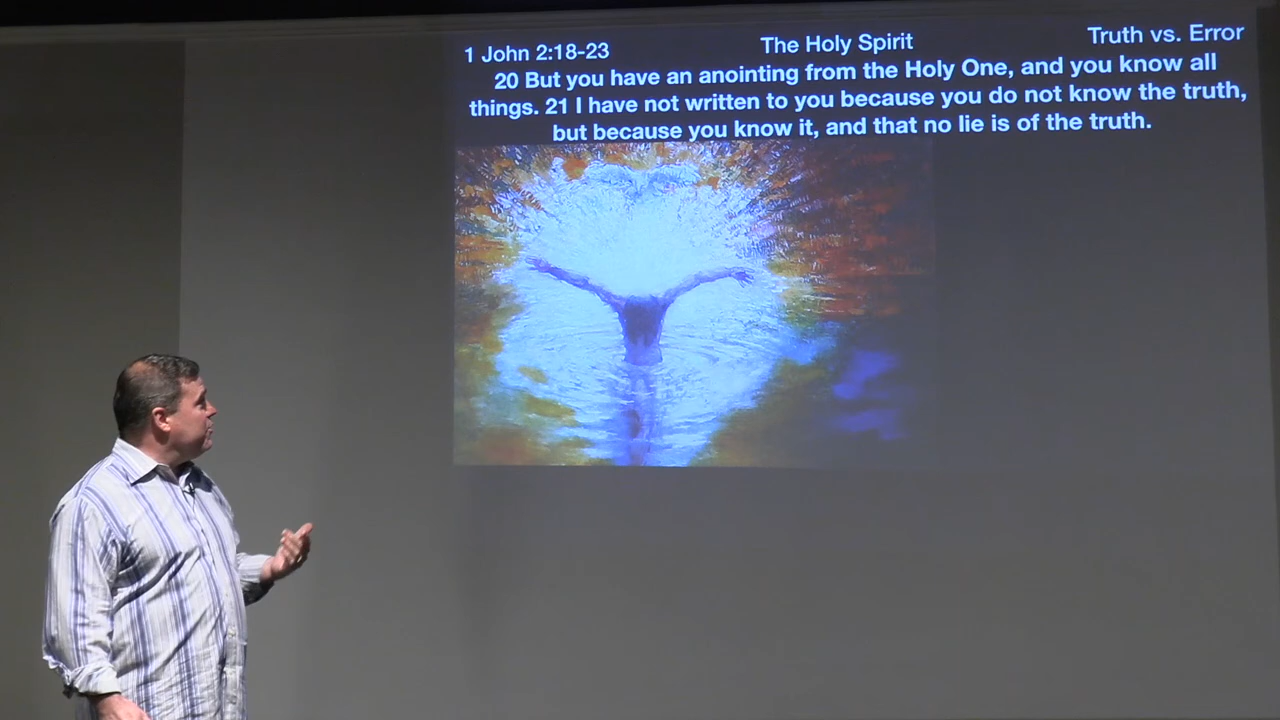 1 John 2:18-23 The Holy Spirit Truth vs. Error
20 But you have an anointing from the Holy One, and you know all
things. 21 I have not written to you because you do not know the truth,
but because you know it, and that no lie is of the truth.